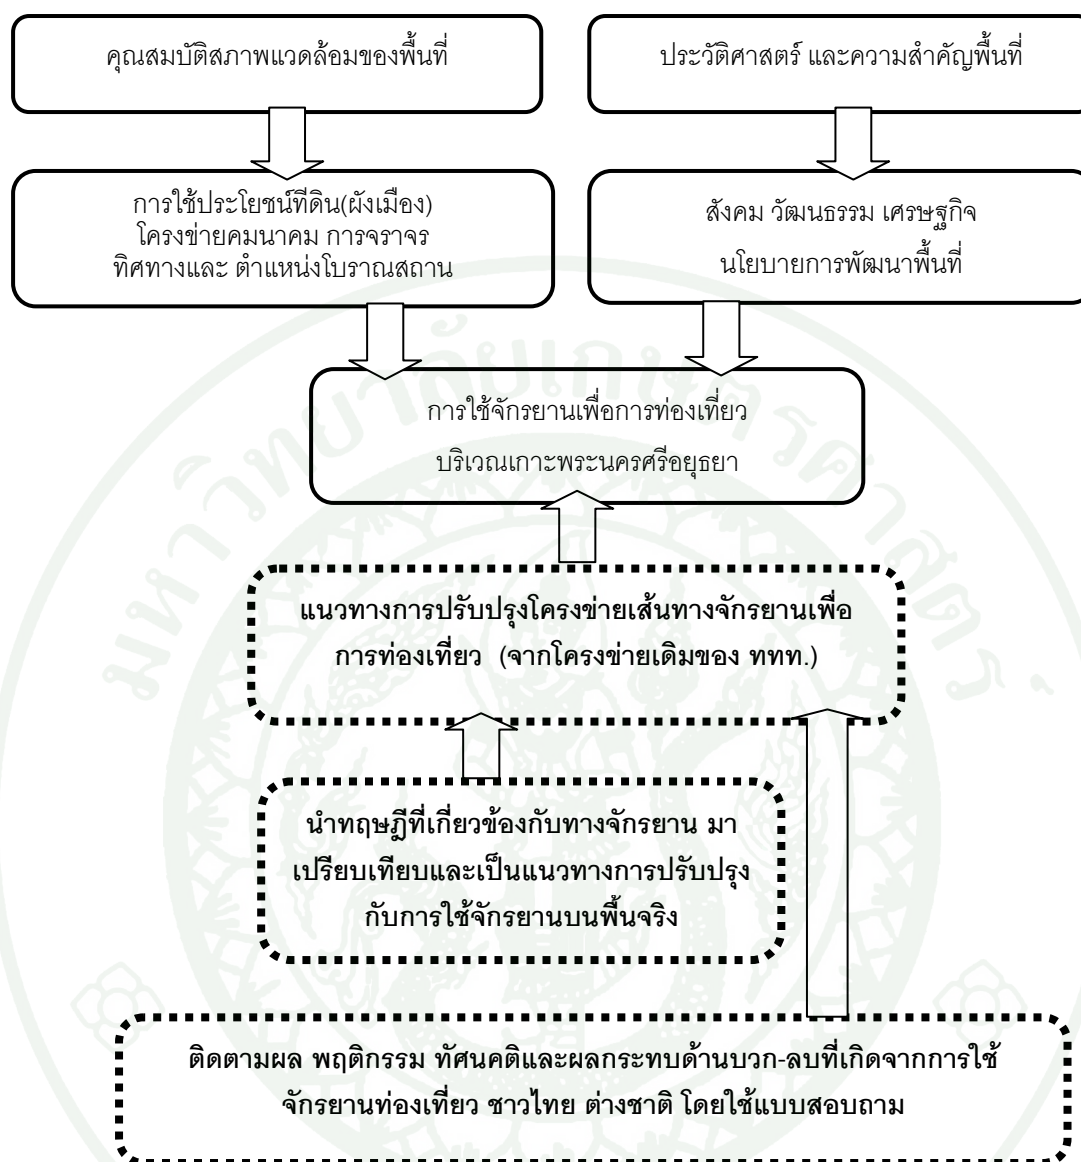 คุณสมบัติสภาพแวดล้อมของพื้นที่
ประวัติศาสตร์ และความสำคัญพื้นที่
การใช้ประโยชน์ที่ดิน(ผังเมือง)
โครงข่ายคมนาคม การจราจร
ทิศทางและ ตำแหน่งโบราณสถาน
สังคม วัฒนธรรม เศรษฐกิจ
นโยบายการพัฒนาพื้นที่
การใช้จักรยานเพื่อการท่องเที่ยว
บริเวณเกาะพระนครศรีอยุธยา
แนวทางการปรับปรุงโครงข่ายเส้นทางจักรยานเพื่อ
การท่องเที่ยว (จากโครงข่ายเดิมของ ททท.)
นำทฤษฎีที่เกี่ยวข้องกับทางจักรยาน มา
เปรียบเทียบและเป็นแนวทางการปรับปรุง
กับการใช้จักรยานบนพื้นจริง
ติดตามผล พฤติกรรม ทัศนคติและผลกระทบด้านบวก-ลบที่เกิดจากการใช้
จักรยานท่องเที่ยว ชาวไทย ต่างชาติ โดยใช้แบบสอบถาม
มหาวิทยาลัยเกษตรศาสตร์